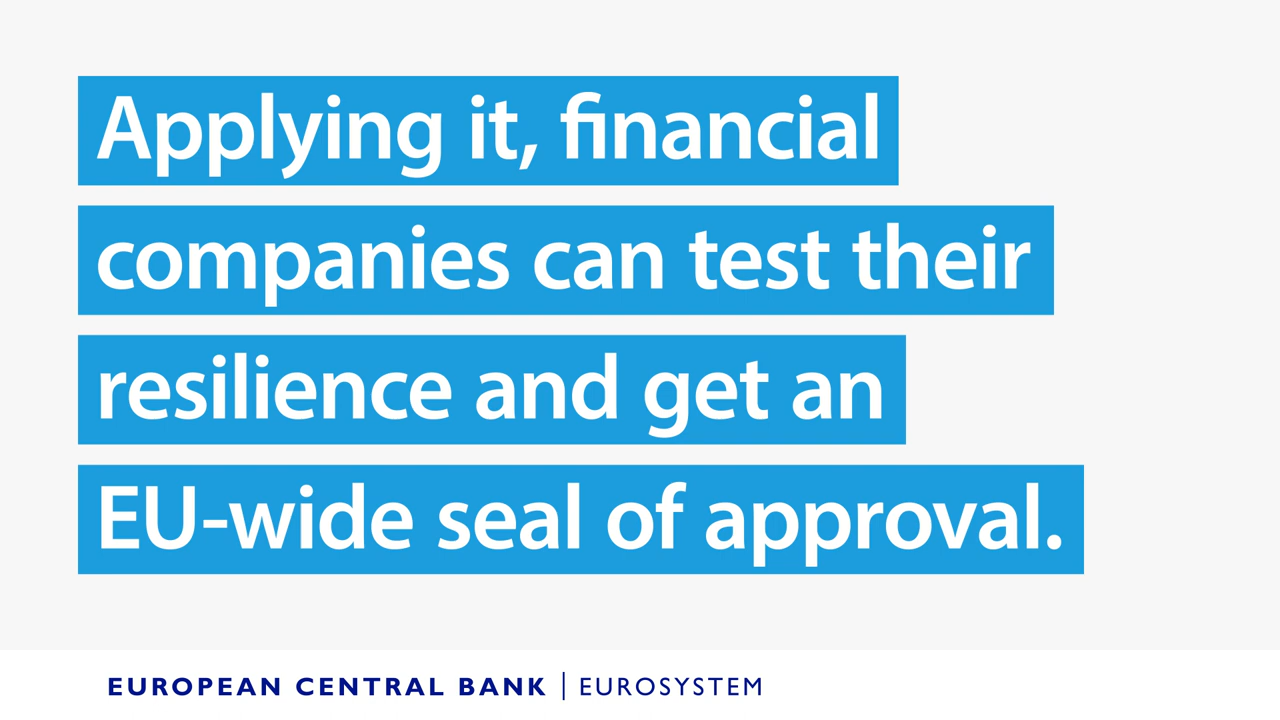 Applying it, financial
companies can test their
resilience and get an
EU-wide seal of approval.
EUROPEAN CENTRAL BANK | EUROSYSTEM